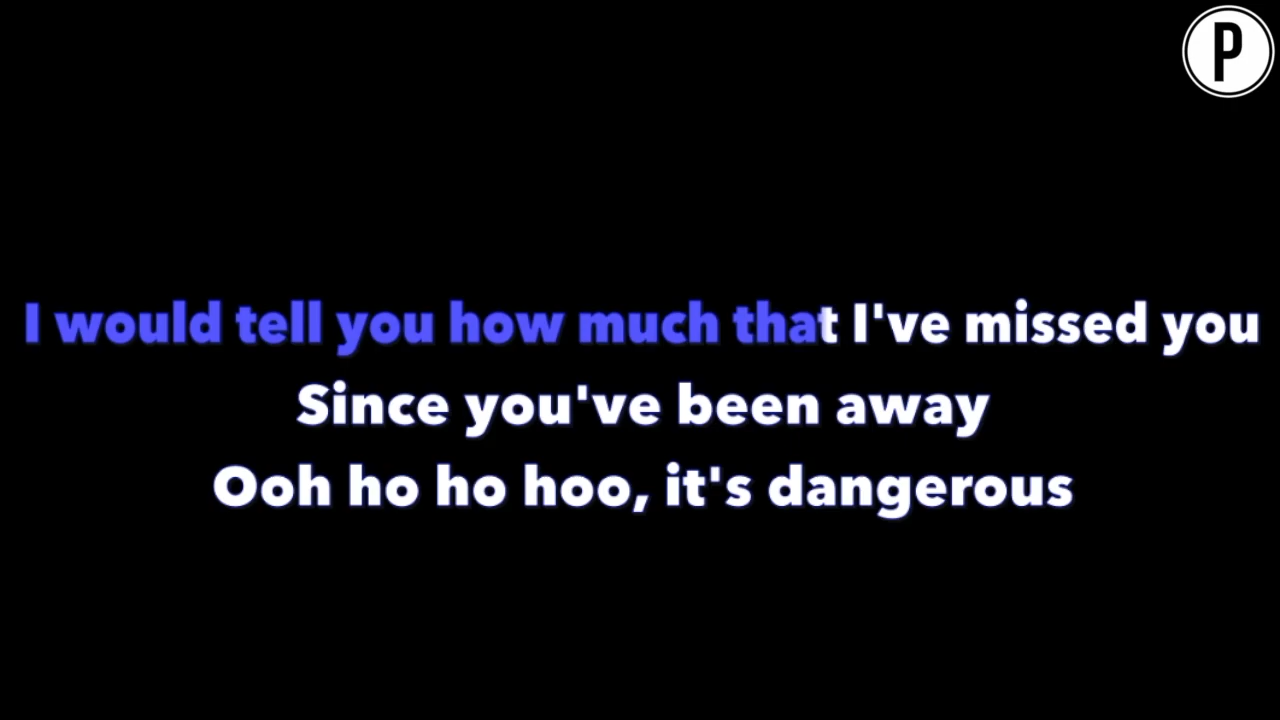 P
I would tell you how much that I've missed you
Since you've been away
Ooh ho ho hoo, it's dangerous